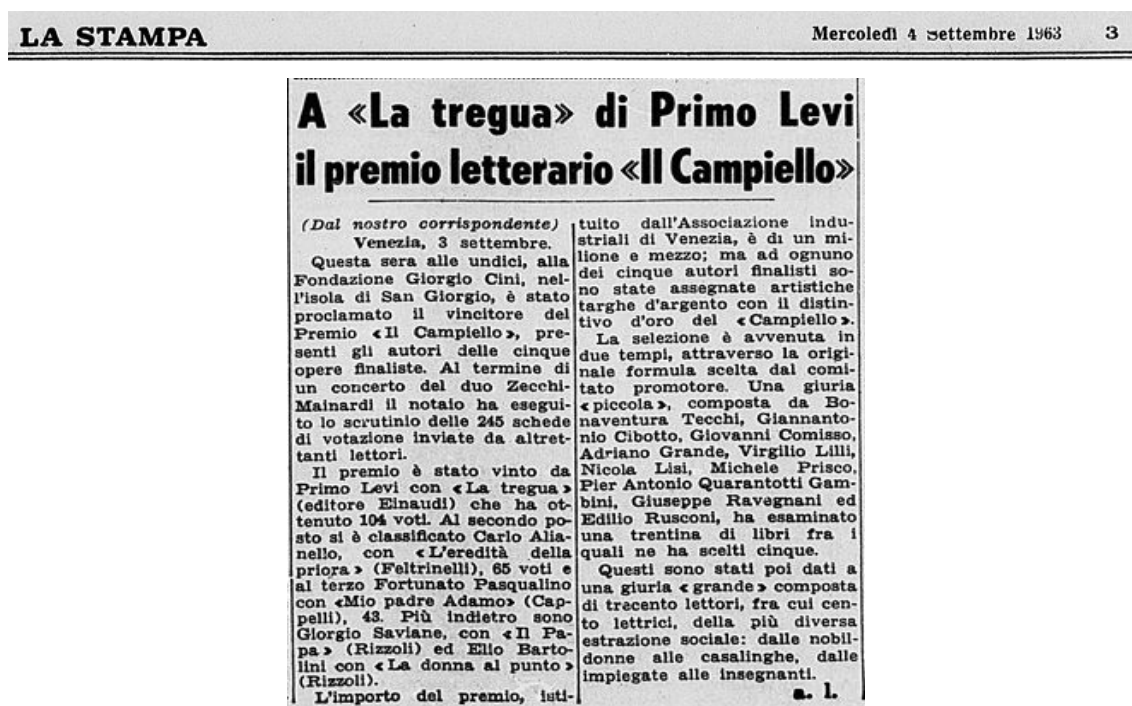 LA STAMPA
Mercoledì 4 settembre 1963 3
A «La tregua» di Primo Levi
il premio letterario «Il Campiello»
(Dal nostro corrispondente)
Venezia, 3 settembre.
Questa sera alle undici, alla
Fondazione Giorgio Cini, nel-
l'isola di San Giorgio, è stato
proclamato il vincitore del
Premio «Il Campiello», pre-
senti gli autori delle cinque
opere finaliste. Al termine di
un concerto del duo Zecchi-
Mainardi il notaio ha esegui-
to lo scrutinio delle 245 schede
di votazione inviate da altret-
tanti lettori.
Il premio è stato vinto da
Primo Levi con «La tregua»
(editore Einaudi) che ha ot-
tenuto 104 voti. Al secondo po-
sto si è classificato Carlo Alia-
nello, con «L'eredità della
priora» (Feltrinelli), 65 voti e
al terzo Fortunato Pasqualino
con «Mio padre Adamo» (Cap-
pelli), 43. Più indietro sono
Giorgio Saviane, con «Il Pa-
pa» (Rizzoli) ed Elio Barto-
lini con «La donna al punto»
(Rizzoli).
L'importo del premio, isti-
tuito dall'Associazione indu-
striali di Venezia, è di un mi-
lione e mezzo; ma ad ognuno
dei cinque autori finalisti so-
no state assegnate artistiche
targhe d'argento con il distin-
tivo d'oro del «Campiello».
La selezione è avvenuta in
due tempi, attraverso la origi-
nale formula scelta dal comi-
tato promotore. Una giuria
«piccola», composta da Bo-
naventura Tecchi, Giannanto-
nio Cibotto, Giovanni Comisso,
Adriano Grande, Virgilio Lilli,
Nicola Lisi, Michele Prisco,
Pier Antonio Quarantotti Gam-
bini, Giuseppe Ravegnani ed
Edilio Rusconi, ha esaminato
una trentina di libri fra i
quali ne ha scelti cinque.
Questi sono stati poi dati a
una giuria «grande» composta
di trecento lettori, fra cui cen-
to lettrici, della più diversa
estrazione sociale: dalle nobil-
donne alle casalinghe, dalle
impiegate alle insegnanti.
a. l.